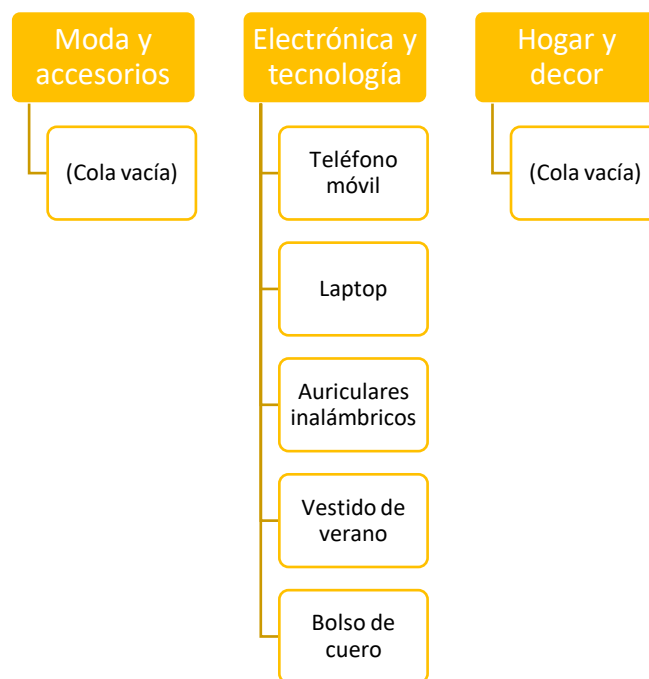 Moda y
accesorios
(Cola vacía)
Electrónica y
tecnología
Teléfono
móvil
Laptop
Auriculares
inalámbricos
Vestido de
verano
Bolso de
cuero
Hogar y
decor
(Cola vacía)